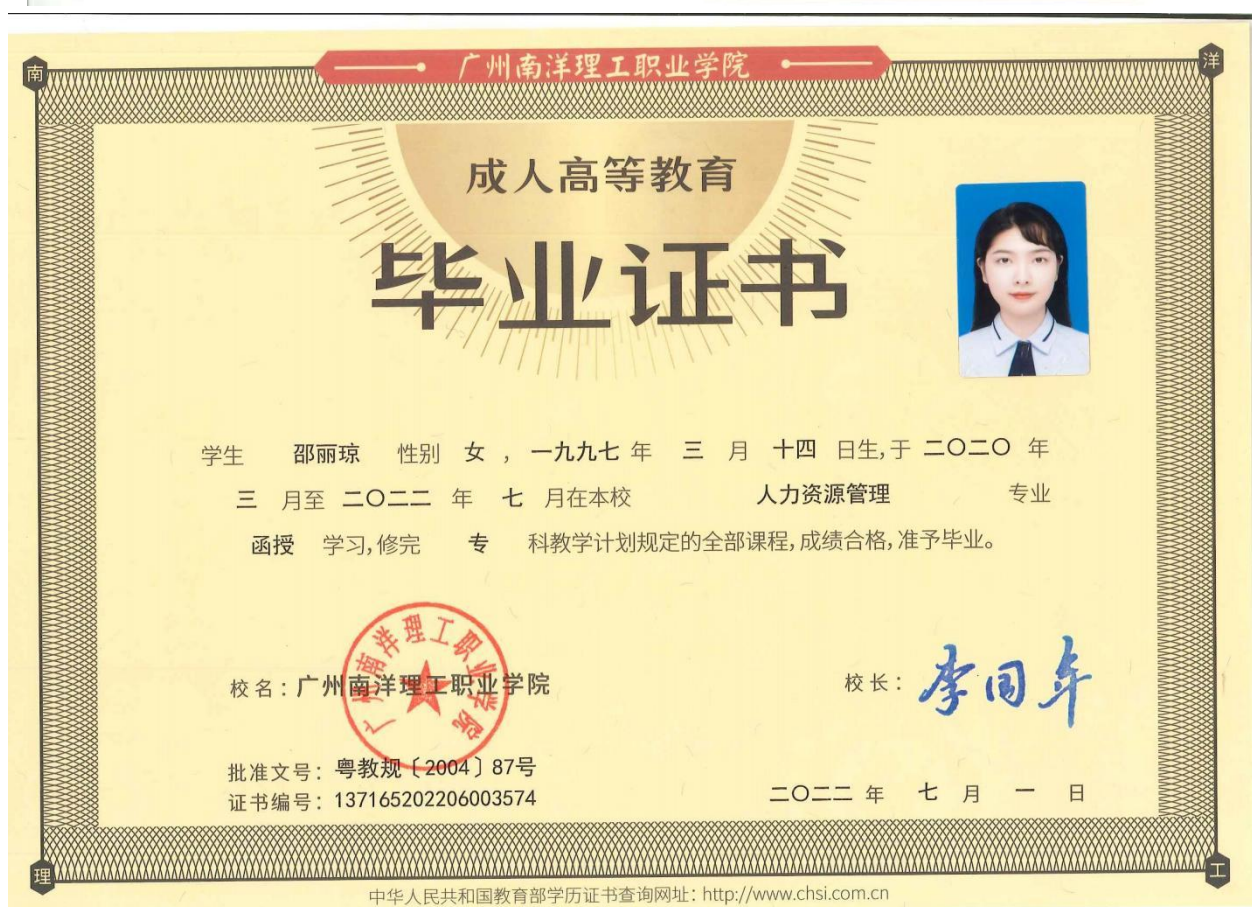 广州南洋理工职业学院
南
洋
成人高等教育
毕业证书
学生 邵丽琼 性别 女 , 一九九七 年 三 月 十四 日生,于 二〇二〇 年
三 月至 二〇二二 年 七 月在本校 人力资源管理 专业
函授 学习,修完 专 科教学计划规定的全部课程,成绩合格,准予毕业。
广州南洋理工职业学院
校名:广州南洋理工职业学院
校长: 李国年
批准文号:粤教规〔2004〕87号
证书编号:137165202206003574
二〇二二 年 七 月 一 日
理
工
中华人民共和国教育部学历证书查询网址:http://www.chsi.com.cn